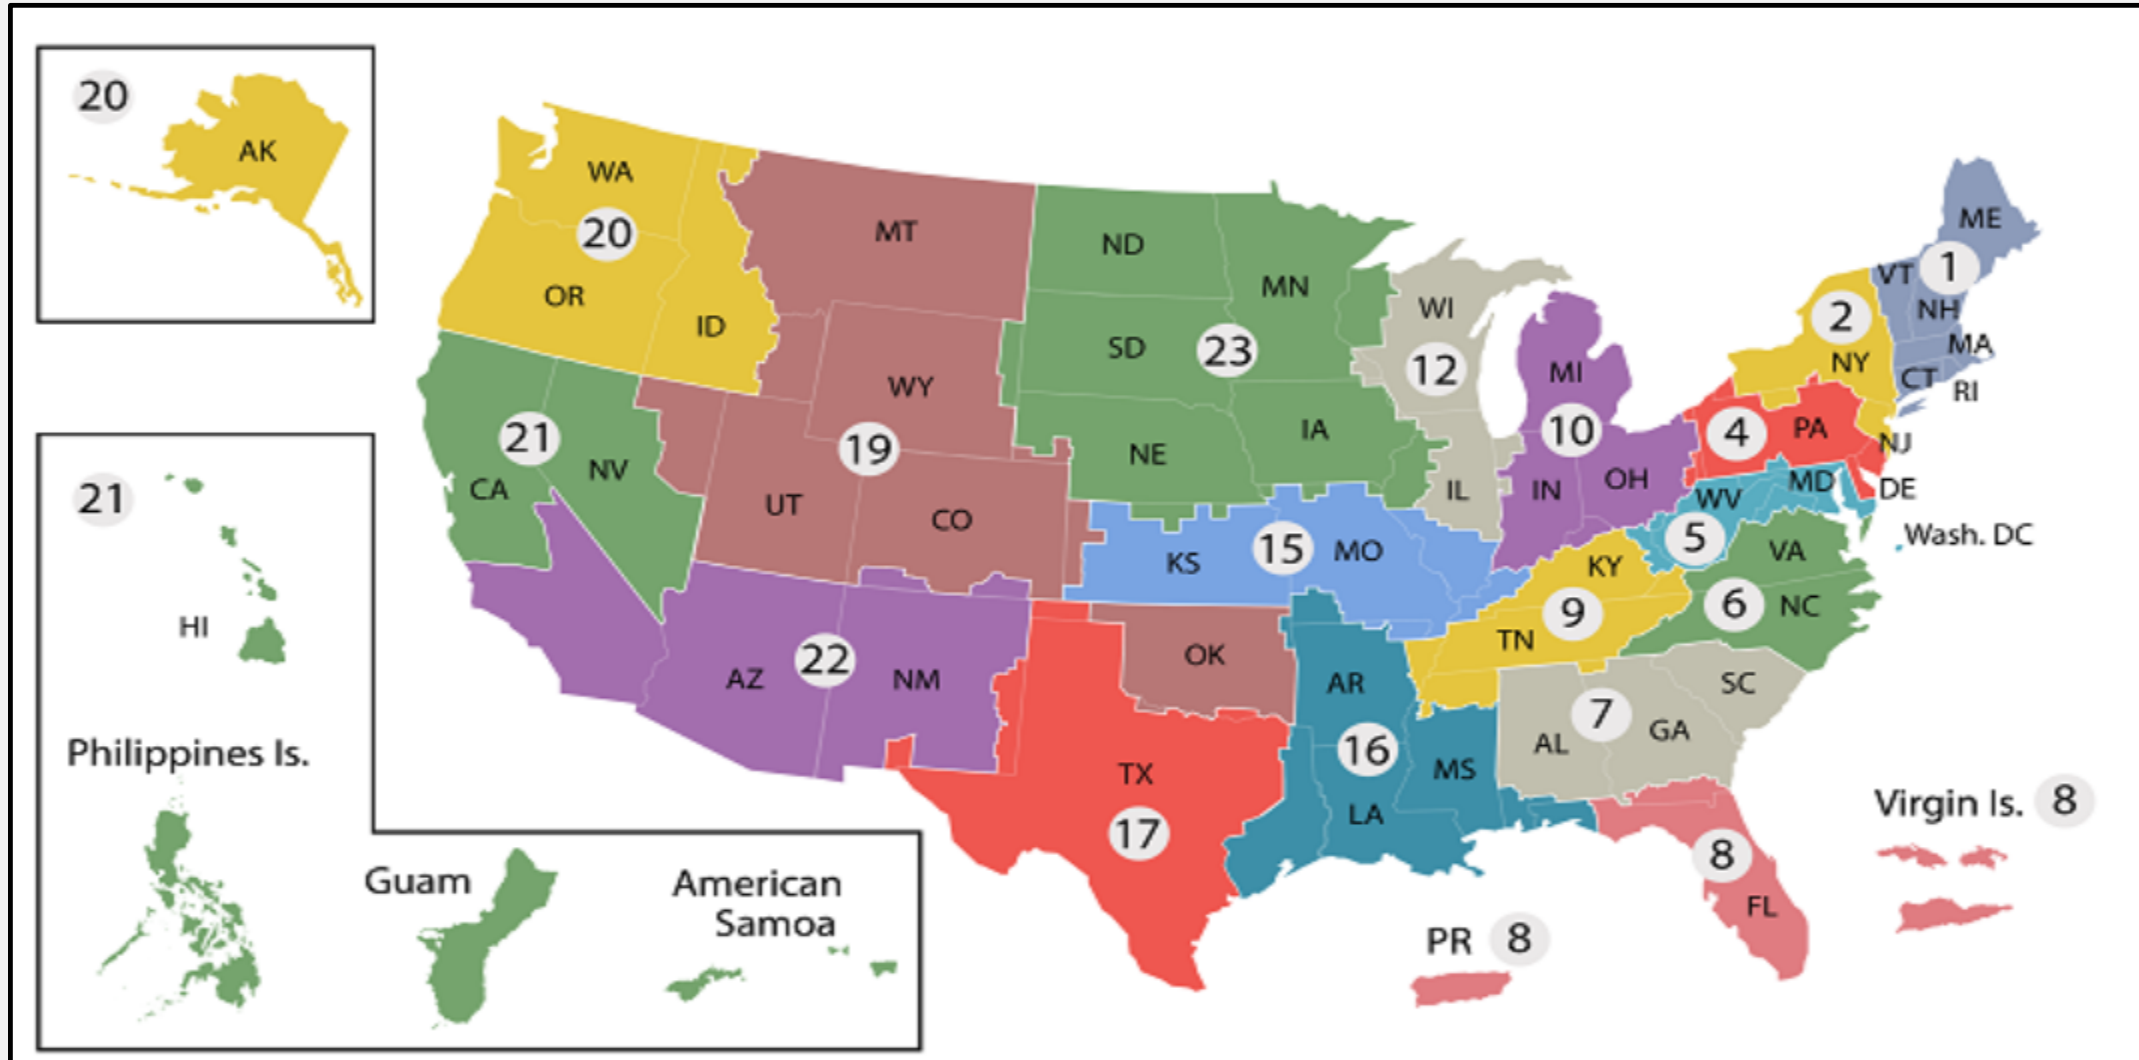 20
AK
WA
20
OR
ID
MT
ND
MN
SD
23
WY
19
NE
IA
WI
12
MI
10
IL
IN
OH
ME
VT
1
NH
2
MA
NY
CT
RI
4
PA
NJ
MD
DE
WV
5
Wash. DC
21
CA
NV
UT
CO
KS
15
MO
KY
VA
9
6
NC
TN
AZ
22
NM
OK
AR
SC
7
AL
GA
16
MS
TX
17
LA
Virgin Is. 8
8
FL
PR 8
21
HI
Philippines Is.
Guam
American
Samoa